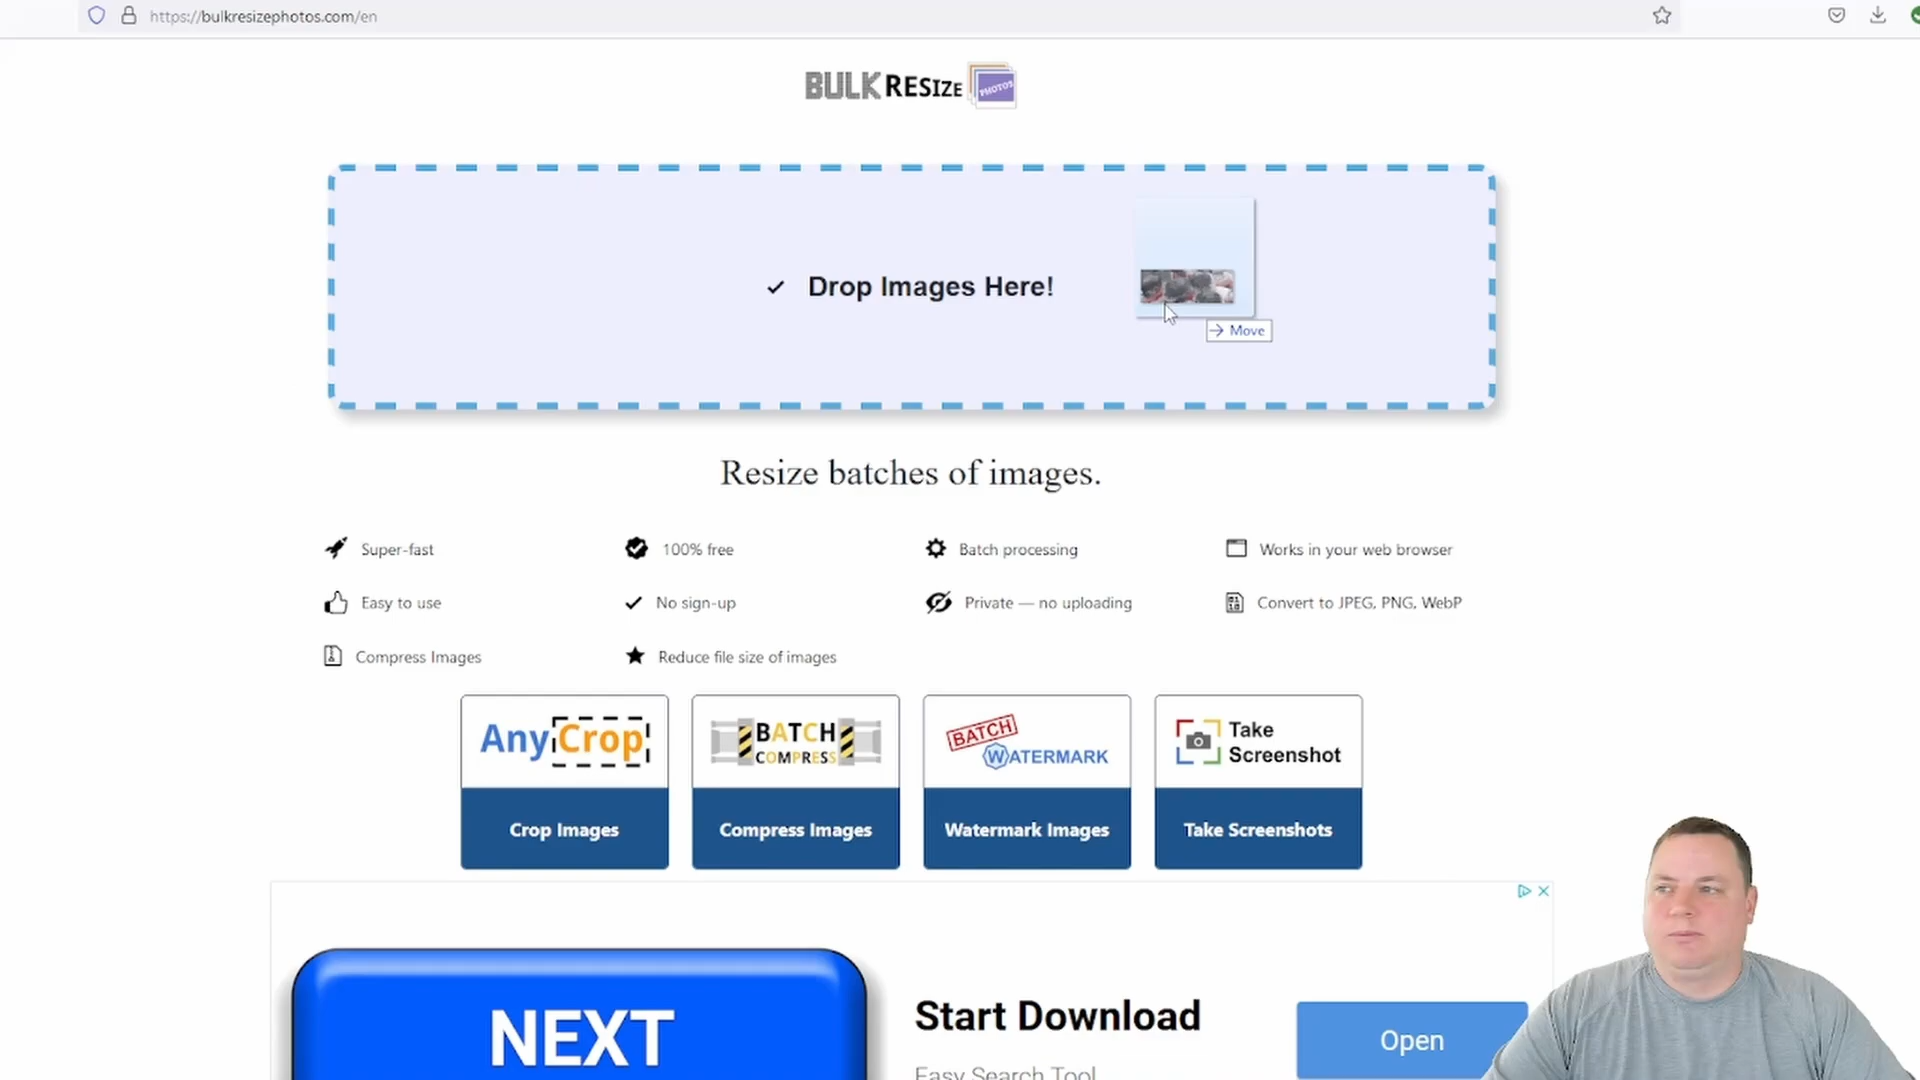 https://bulkresizephotos.com/en
BULK RESIZE PHOTOS
Drop Images Here!
Move
Resize batches of images.
Super-fast
100% free
Batch processing
Works in your web browser
Easy to use
No sign-up
Private — no uploading
Convert to JPEG, PNG, WebP
Compress Images
Reduce file size of images
AnyCrop
BATCH
COMPRESS
BATCH
WATERMARK
Take
Screenshot
Crop Images
Compress Images
Watermark Images
Take Screenshots
NEXT
Start Download
Open
Easy Search Tool